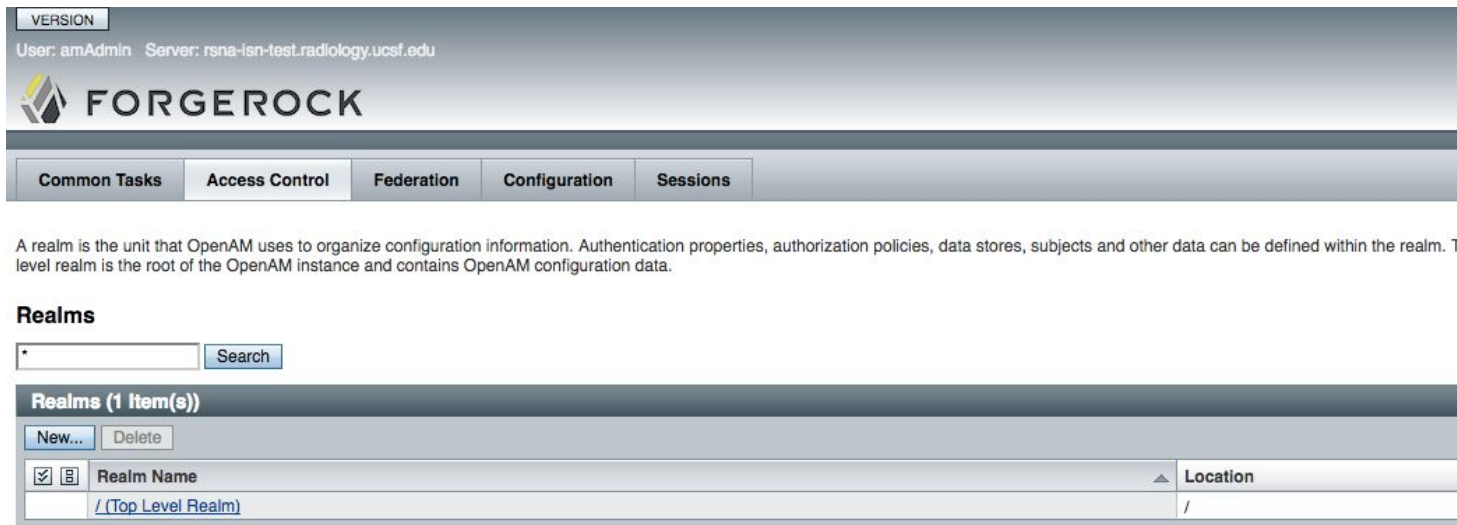 VERSION
User: amAdmin Server: rsna-isn-test.radiology.ucsf.edu
FORGEROCK
Common Tasks Access Control Federation Configuration Sessions
A realm is the unit that OpenAM uses to organize configuration information. Authentication properties, authorization policies, data stores, subjects and other data can be defined within the realm.
level realm is the root of the OpenAM instance and contains OpenAM configuration data.
Realms
* Search
Realms (1 Item(s))
New... Delete
Realm Name Location
/ (Top Level Realm) /